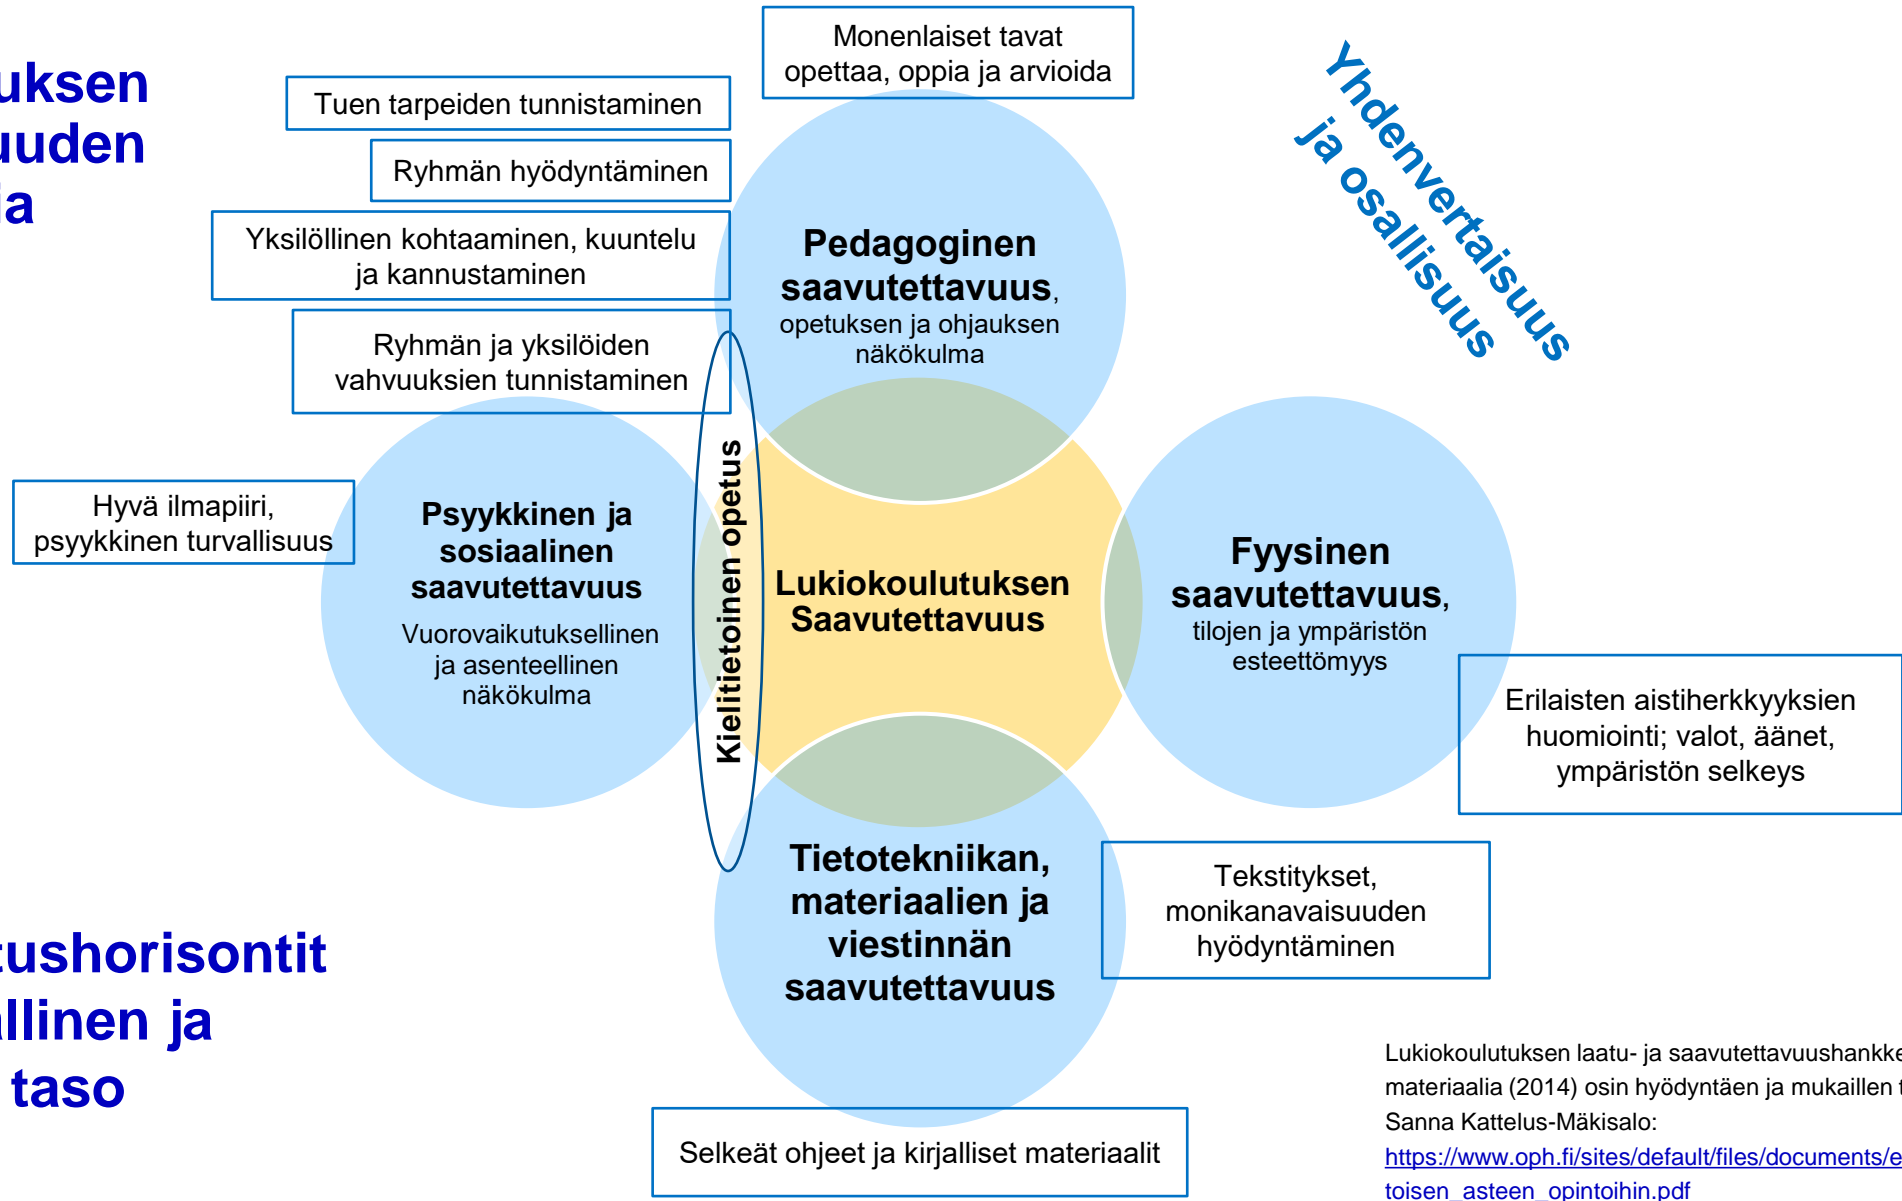 uksen
uuden
ia
Monenlaiset tavat
opettaa, oppia ja arvioida
Tuen tarpeiden tunnistaminen
Ryhmän hyödyntäminen
Yksilöllinen kohtaaminen, kuuntelu
ja kannustaminen
Ryhmän ja yksilöiden
vahvuuksien tunnistaminen
Yhdenvertaisuus
ja osallisuus
Pedagoginen
saavutettavuus,
opetuksen ja ohjauksen
näkökulma
Hyvä ilmapiiri,
psyykkinen turvallisuus
Psyykkinen ja
sosiaalinen
saavutettavuus
Vuorovaikutuksellinen
ja asenteellinen
näkökulma
Kielitietoinen opetus
Lukiokoulutuksen
Saavutettavuus
Fyysinen
saavutettavuus,
tilojen ja ympäristön
esteettömyys
Erilaisten aistiherkkyyksien
huomiointi; valot, äänet,
ympäristön selkeys
Tietotekniikan,
materiaalien ja
viestinnän
saavutettavuus
Tekstitykset,
monikanavaisuuden
hyödyntäminen
Selkeät ohjeet ja kirjalliset materiaalit
tushorisontit
allinen ja
taso
Lukiokoulutuksen laatu- ja saavutettavuushankke
materiaalia (2014) osin hyödyntäen ja mukaillen t
Sanna Kattelus-Mäkisalo:
https://www.oph.fi/sites/default/files/documents/e
toisen_asteen_opintoihin.pdf